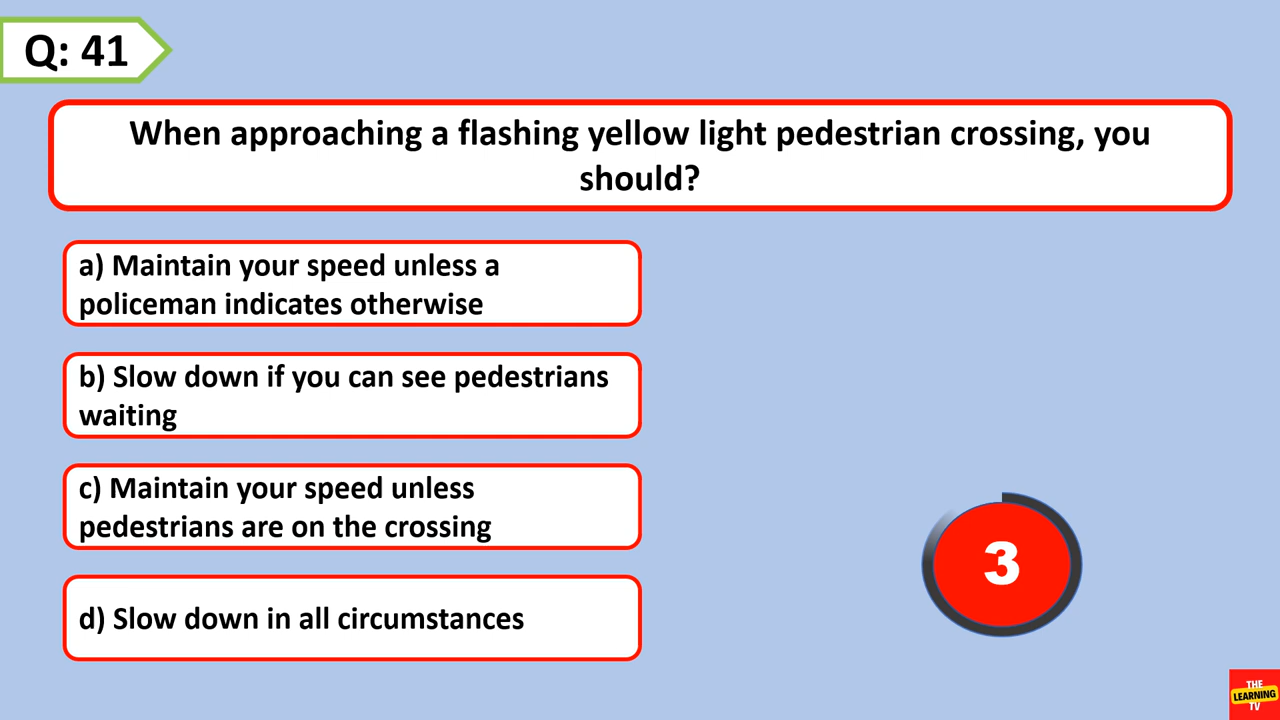 Q: 41
When approaching a flashing yellow light pedestrian crossing, you
should?
a) Maintain your speed unless a
policeman indicates otherwise
b) Slow down if you can see pedestrians
waiting
c) Maintain your speed unless
pedestrians are on the crossing
d) Slow down in all circumstances
3
THE
LEARNING
TV